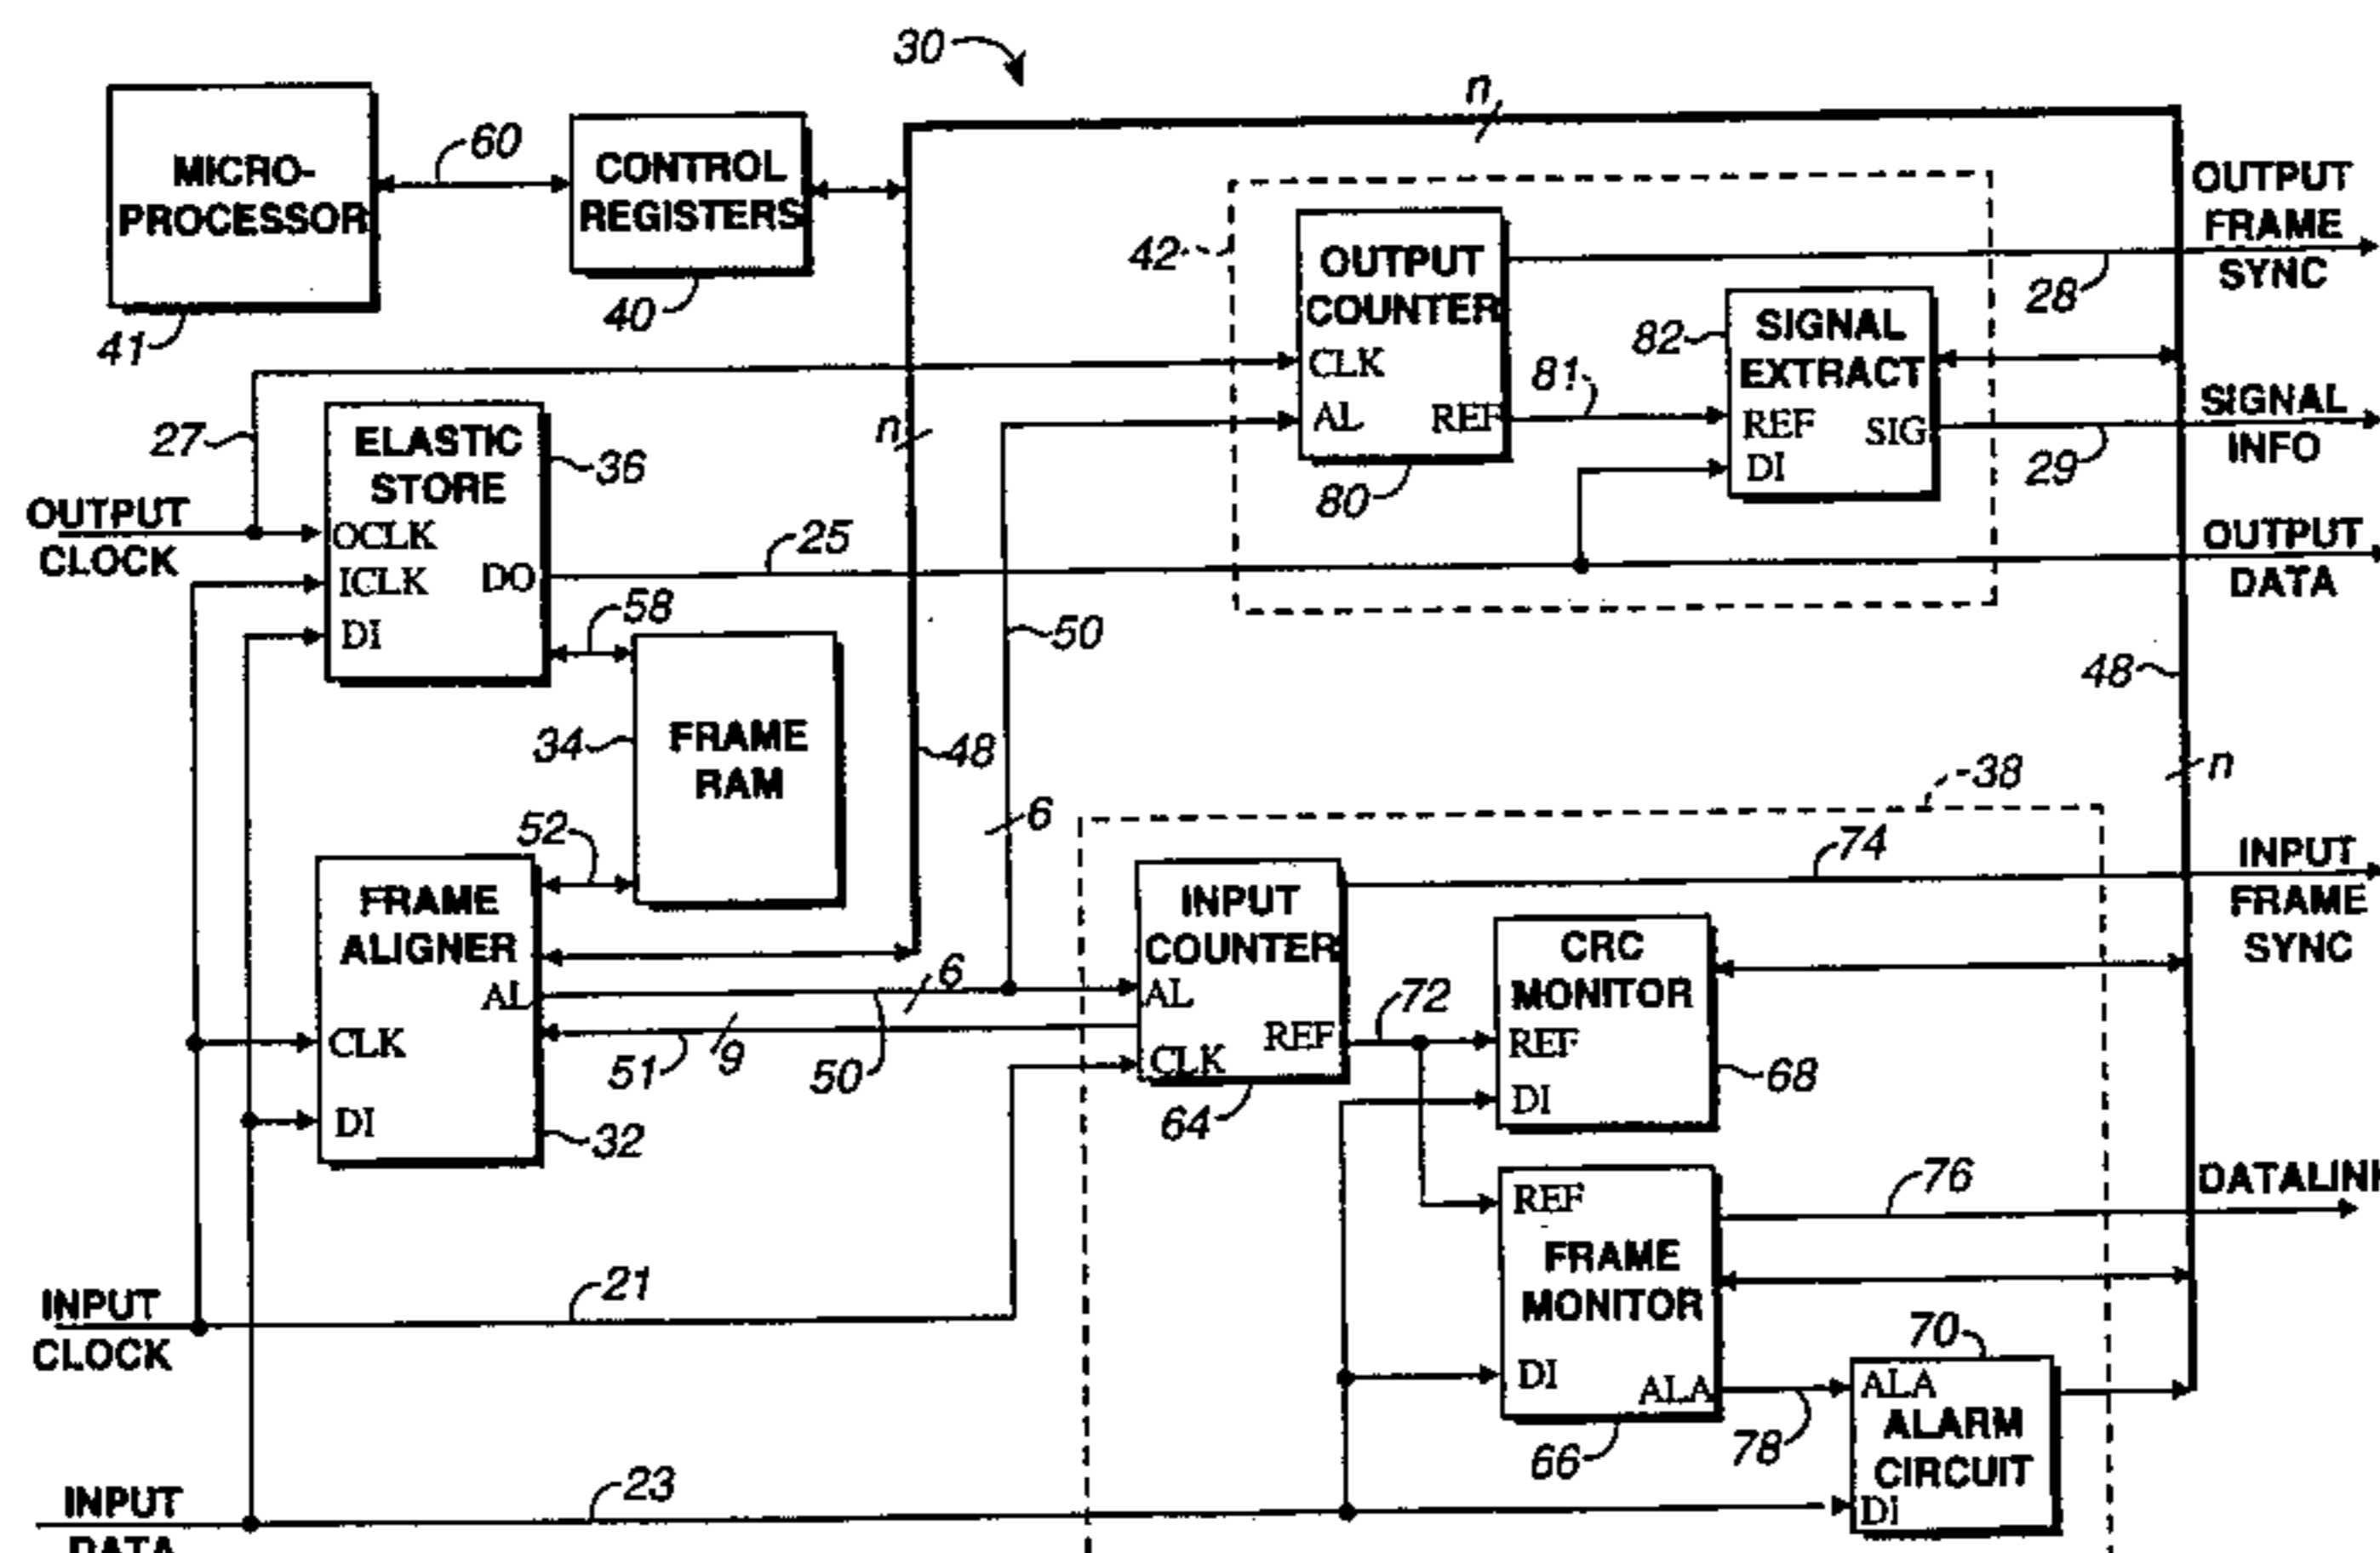 30
n
MICRO-
PROCESSOR
41
60
CONTROL
REGISTERS
40
42
OUTPUT
COUNTER
CLK
AL
REF
80
81
82
SIGNAL
EXTRACT
REF
SIG
DI
OUTPUT
FRAME
SYNC
28
SIGNAL
INFO
29
OUTPUT
DATA
27
ELASTIC
STORE
OCLK
ICLK
DO
DI
36
OUTPUT
CLOCK
n
25
58
50
48
34
FRAME
RAM
48
6
n
38
52
FRAME
ALIGNER
AL
CLK
DI
32
6
51
9
50
INPUT
COUNTER
AL
REF
CLK
64
74
INPUT
FRAME
SYNC
72
CRC
MONITOR
REF
DI
68
76
DATALINK
REF
FRAME
MONITOR
DI
ALA
66
78
70
ALA
ALARM
CIRCUIT
DI
INPUT
CLOCK
21
INPUT
DATA
23